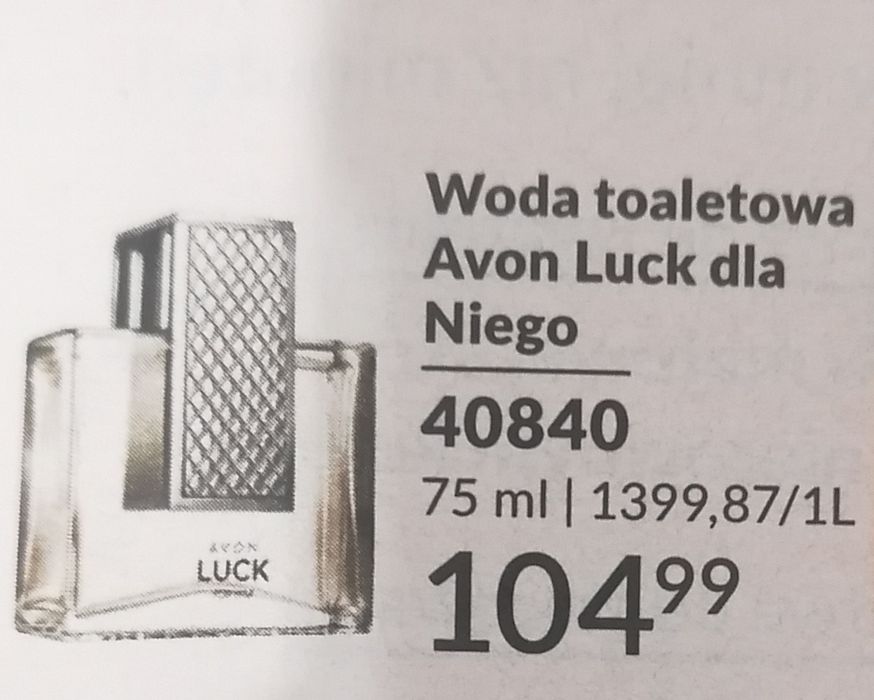 Woda toaletowa
Avon Luck dla
Niego
40840
75 ml | 1399,87/1L
104⁹⁹
AVON
LUCK